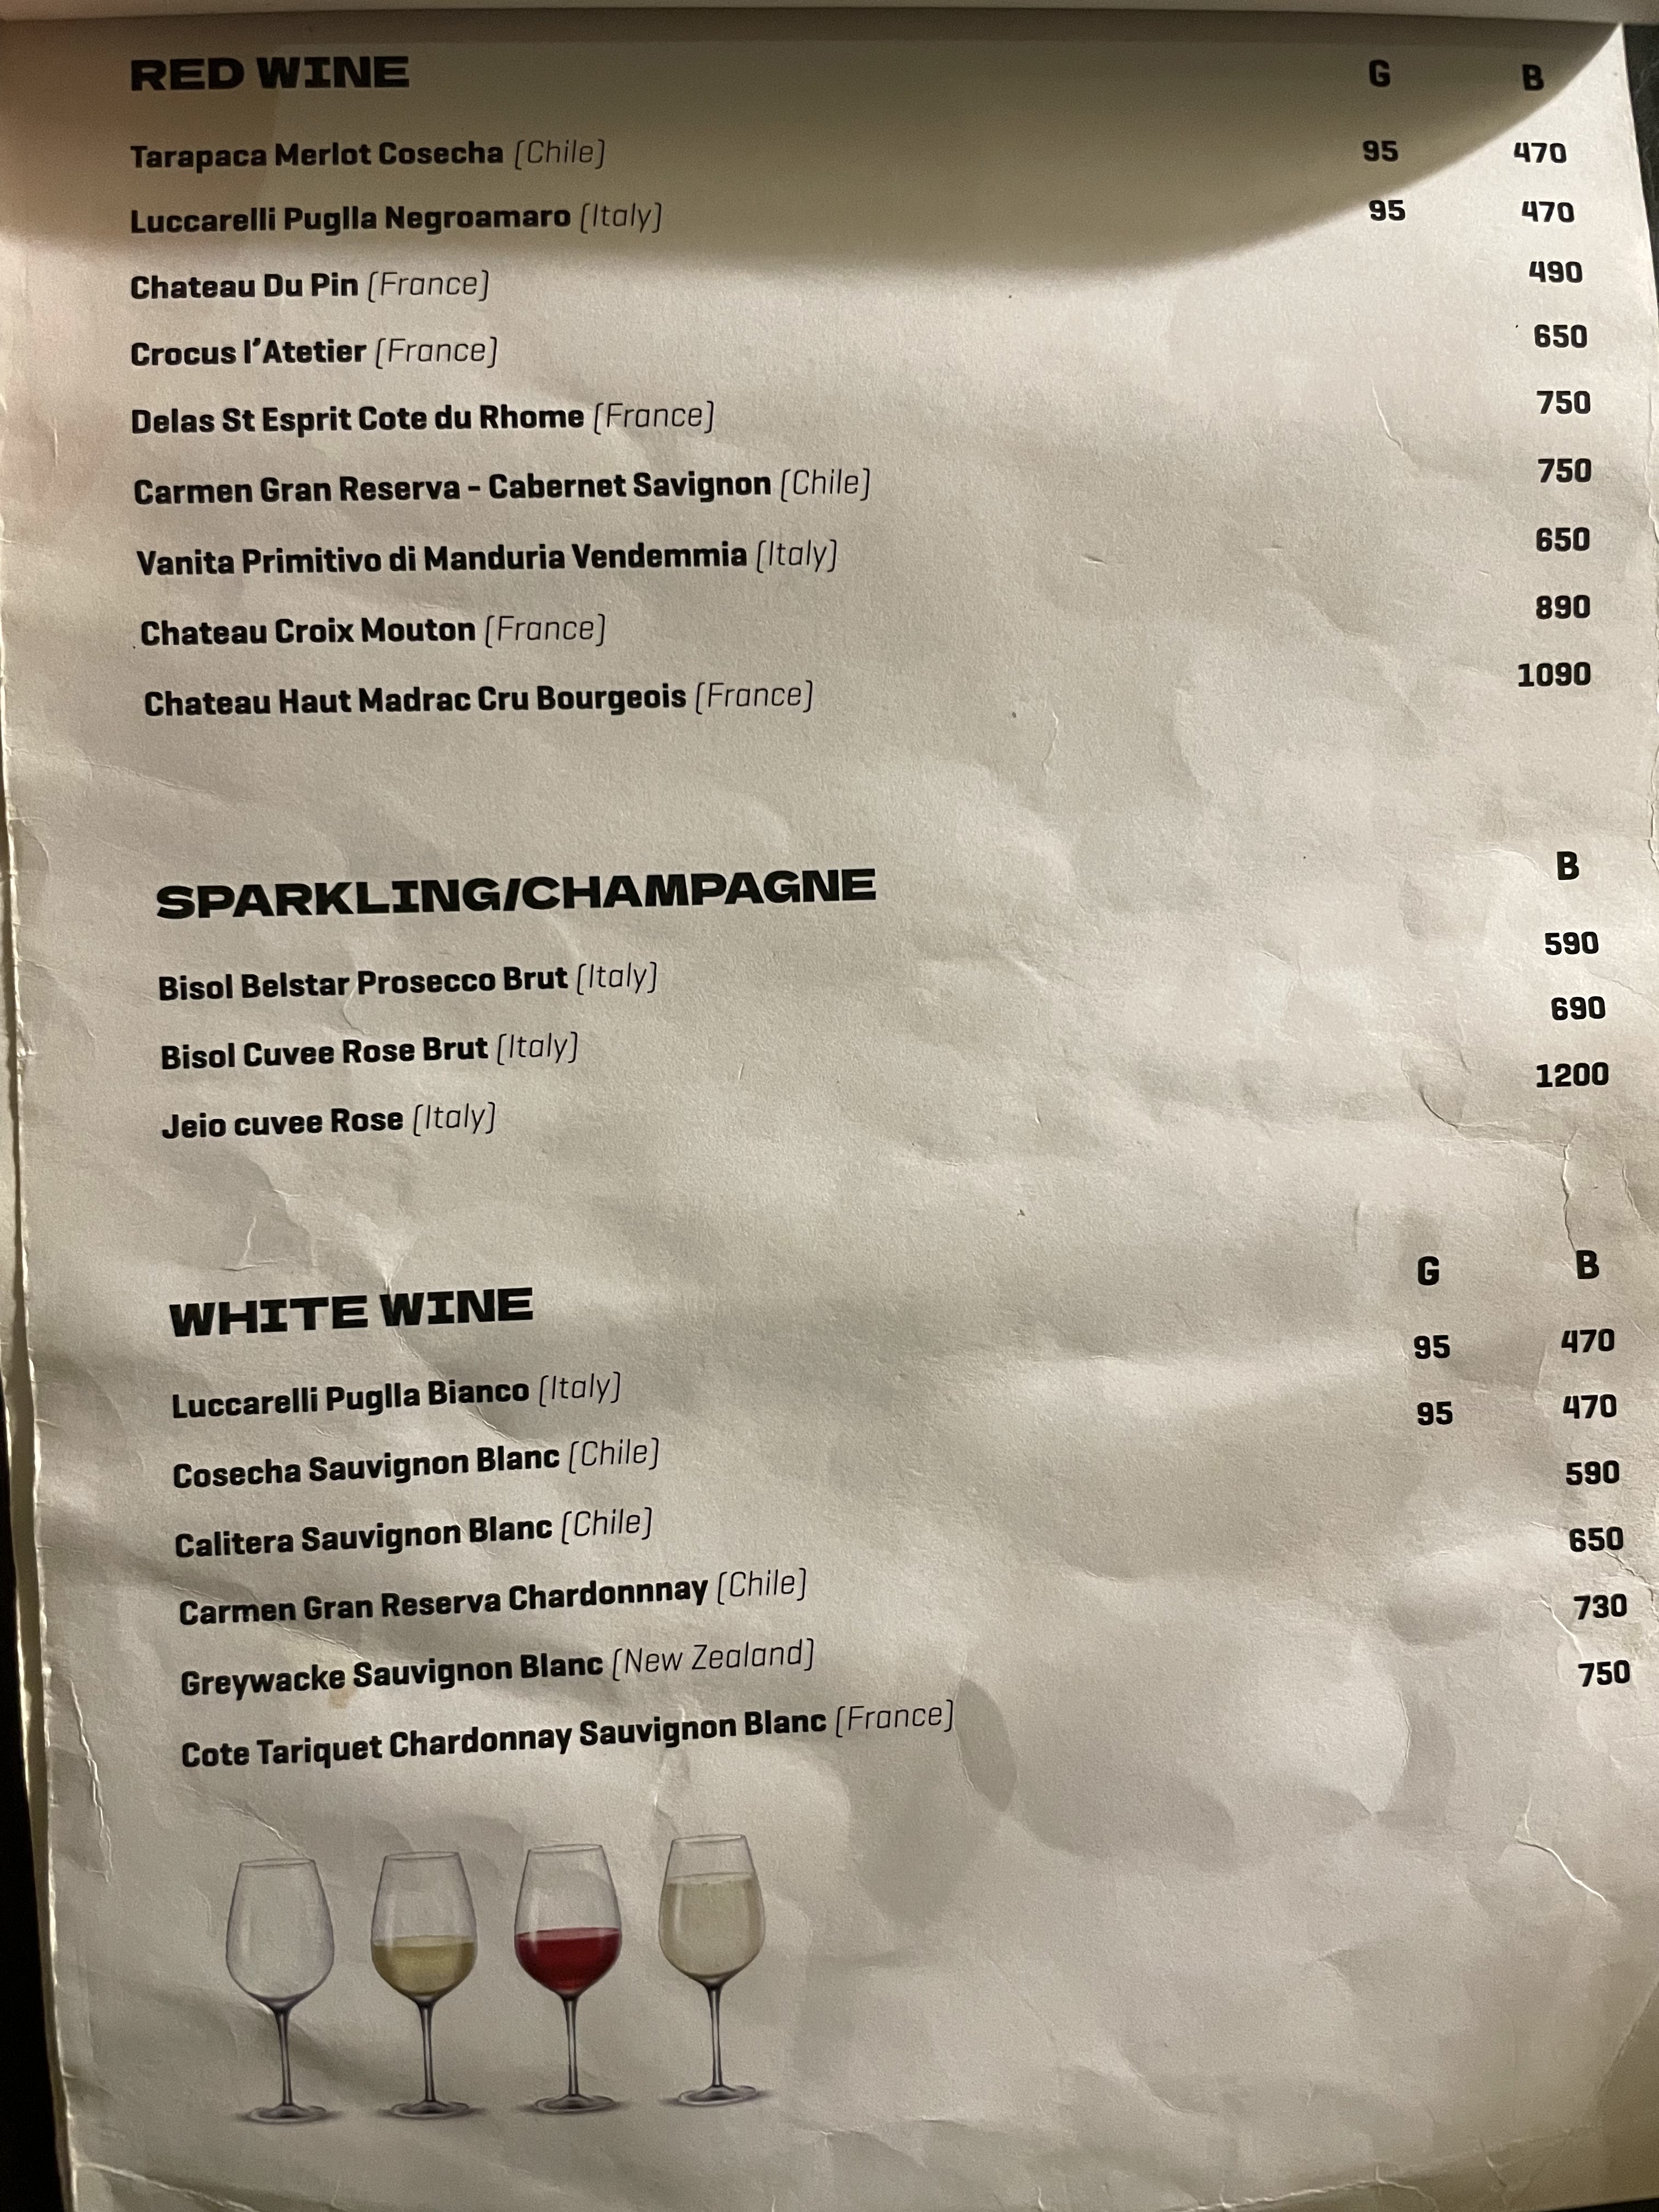 RED WINE G B
Tarapaca Merlot Cosecha (Chile) 95 470
Luccarelli Puglla Negroamaro (Italy) 95 470
Chateau Du Pin (France) 490
Crocus l’Atetier (France) 650
Delas St Esprit Cote du Rhome (France) 750
Carmen Gran Reserva - Cabernet Savignon (Chile) 750
Vanita Primitivo di Manduria Vendemmia (Italy) 650
Chateau Croix Mouton (France) 890
Chateau Haut Madrac Cru Bourgeois (France) 1090
SPARKLING/CHAMPAGNE B
Bisol Belstar Prosecco Brut (Italy) 590
Bisol Cuvee Rose Brut (Italy) 690
Jeio cuvee Rose (Italy) 1200
WHITE WINE G B
Luccarelli Puglla Bianco (Italy) 95 470
Cosecha Sauvignon Blanc (Chile) 95 470
Calitera Sauvignon Blanc (Chile) 590
Carmen Gran Reserva Chardonnnay (Chile) 650
Greywacke Sauvignon Blanc (New Zealand) 730
Cote Tariquet Chardonnay Sauvignon Blanc (France) 750